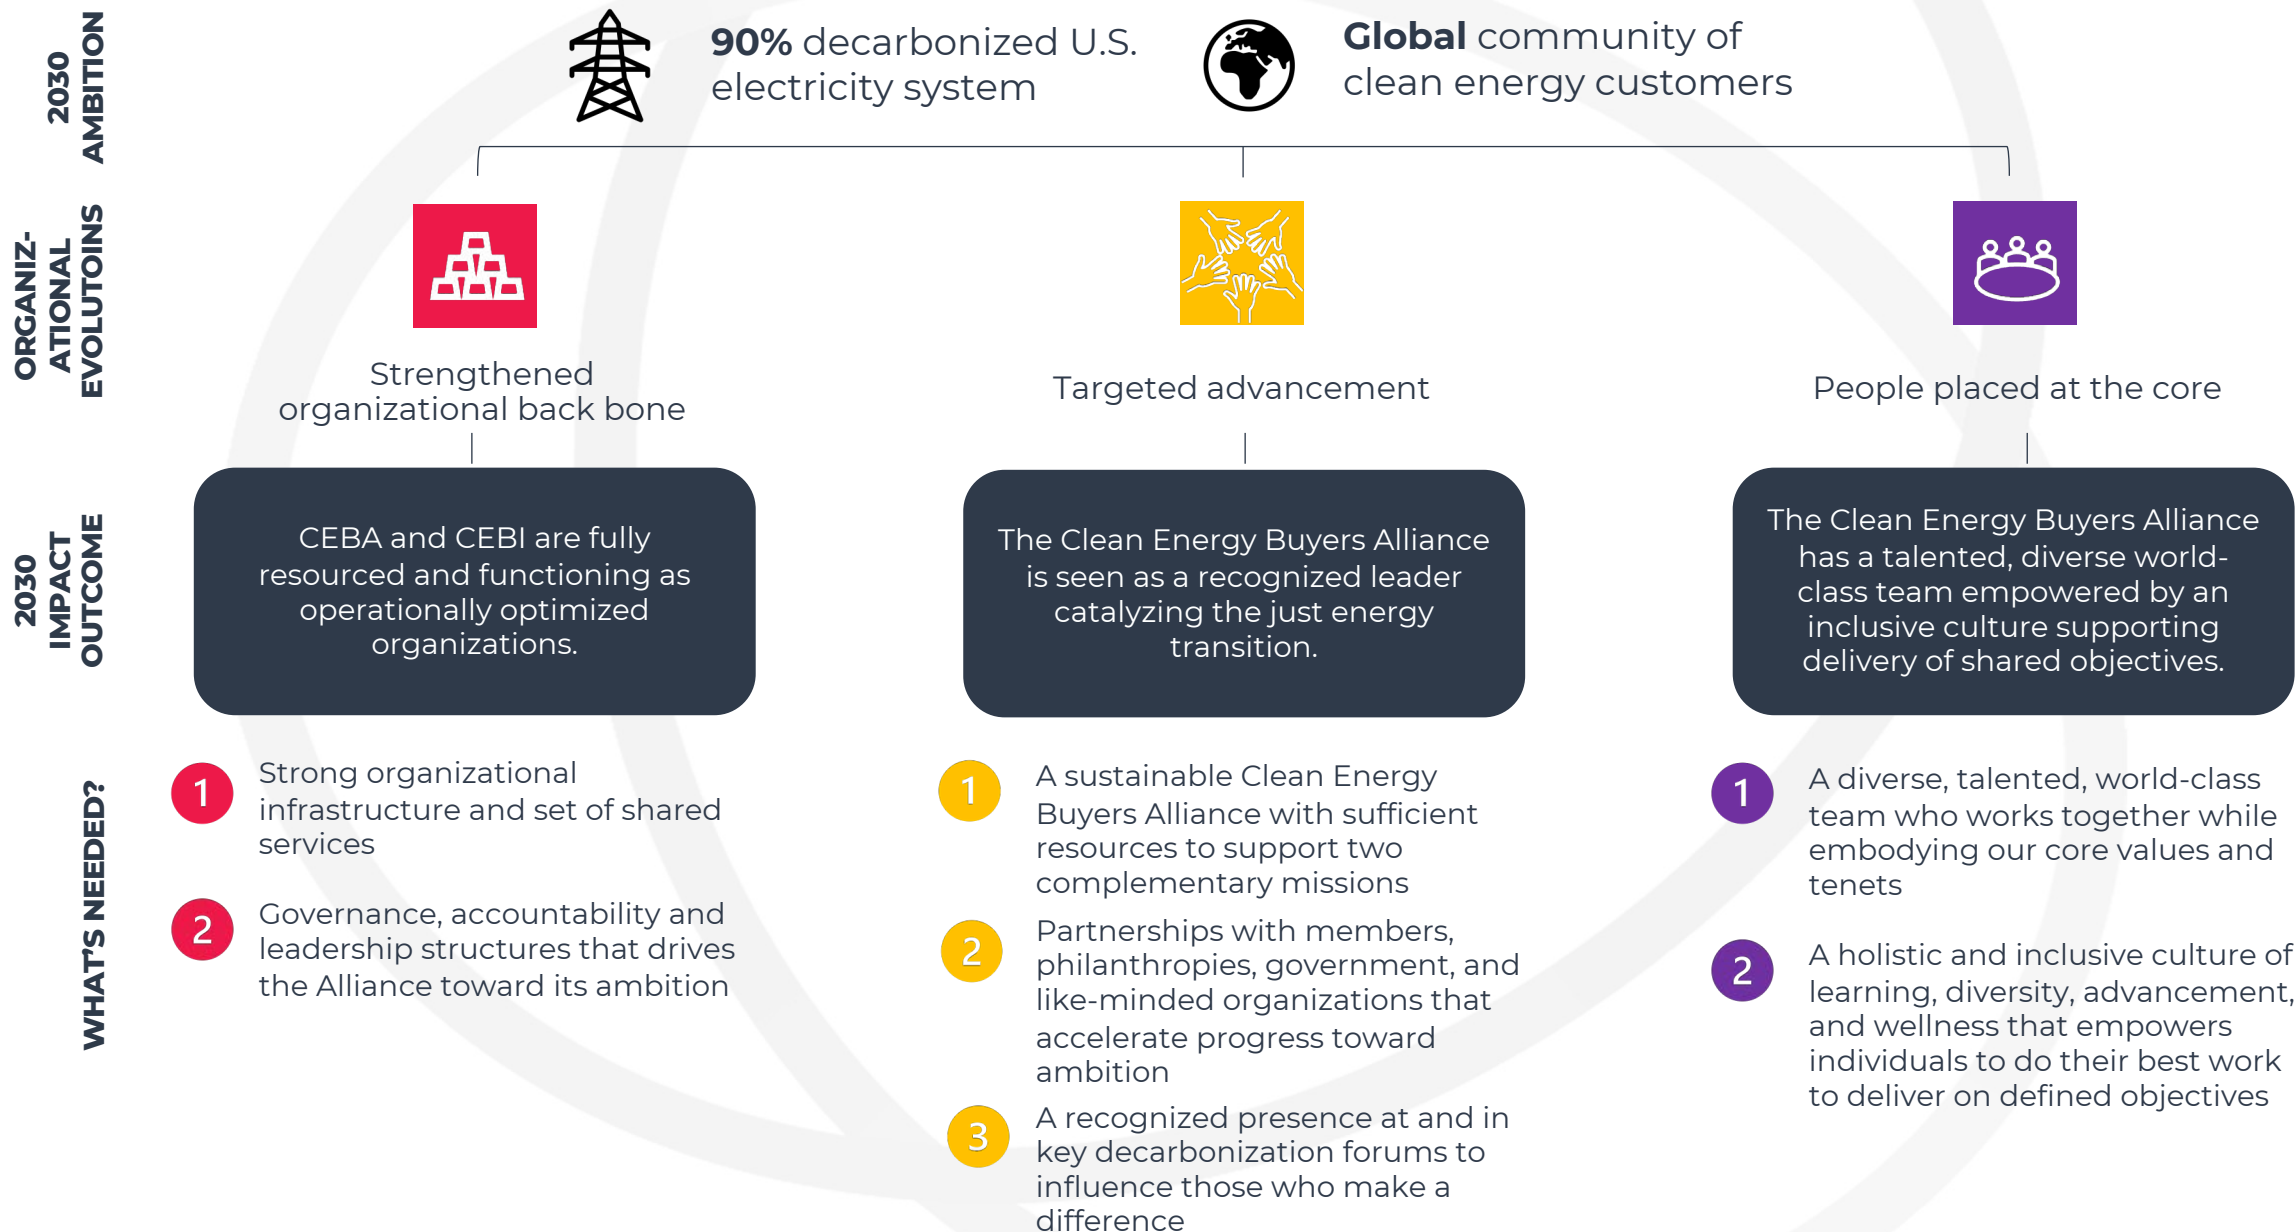 2030
AMBITION
90% decarbonized U.S.
electricity system
Global community of
clean energy customers
ORGANIZ-
ATIONAL
EVOLUTOINS
Strengthened
organizational back bone
Targeted advancement
People placed at the core
2030
IMPACT
OUTCOME
CEBA and CEBI are fully
resourced and functioning as
operationally optimized
organizations.
The Clean Energy Buyers Alliance
is seen as a recognized leader
catalyzing the just energy
transition.
The Clean Energy Buyers Alliance
has a talented, diverse world-
class team empowered by an
inclusive culture supporting
delivery of shared objectives.
WHAT'S NEEDED?
1
Strong organizational
infrastructure and set of shared
services
2
Governance, accountability and
leadership structures that drives
the Alliance toward its ambition
1
A sustainable Clean Energy
Buyers Alliance with sufficient
resources to support two
complementary missions
2
Partnerships with members,
philanthropies, government, and
like-minded organizations that
accelerate progress toward
ambition
3
A recognized presence at and in
key decarbonization forums to
influence those who make a
difference
1
A diverse, talented, world-class
team who works together while
embodying our core values and
tenets
2
A holistic and inclusive culture of
learning, diversity, advancement,
and wellness that empowers
individuals to do their best work
to deliver on defined objectives